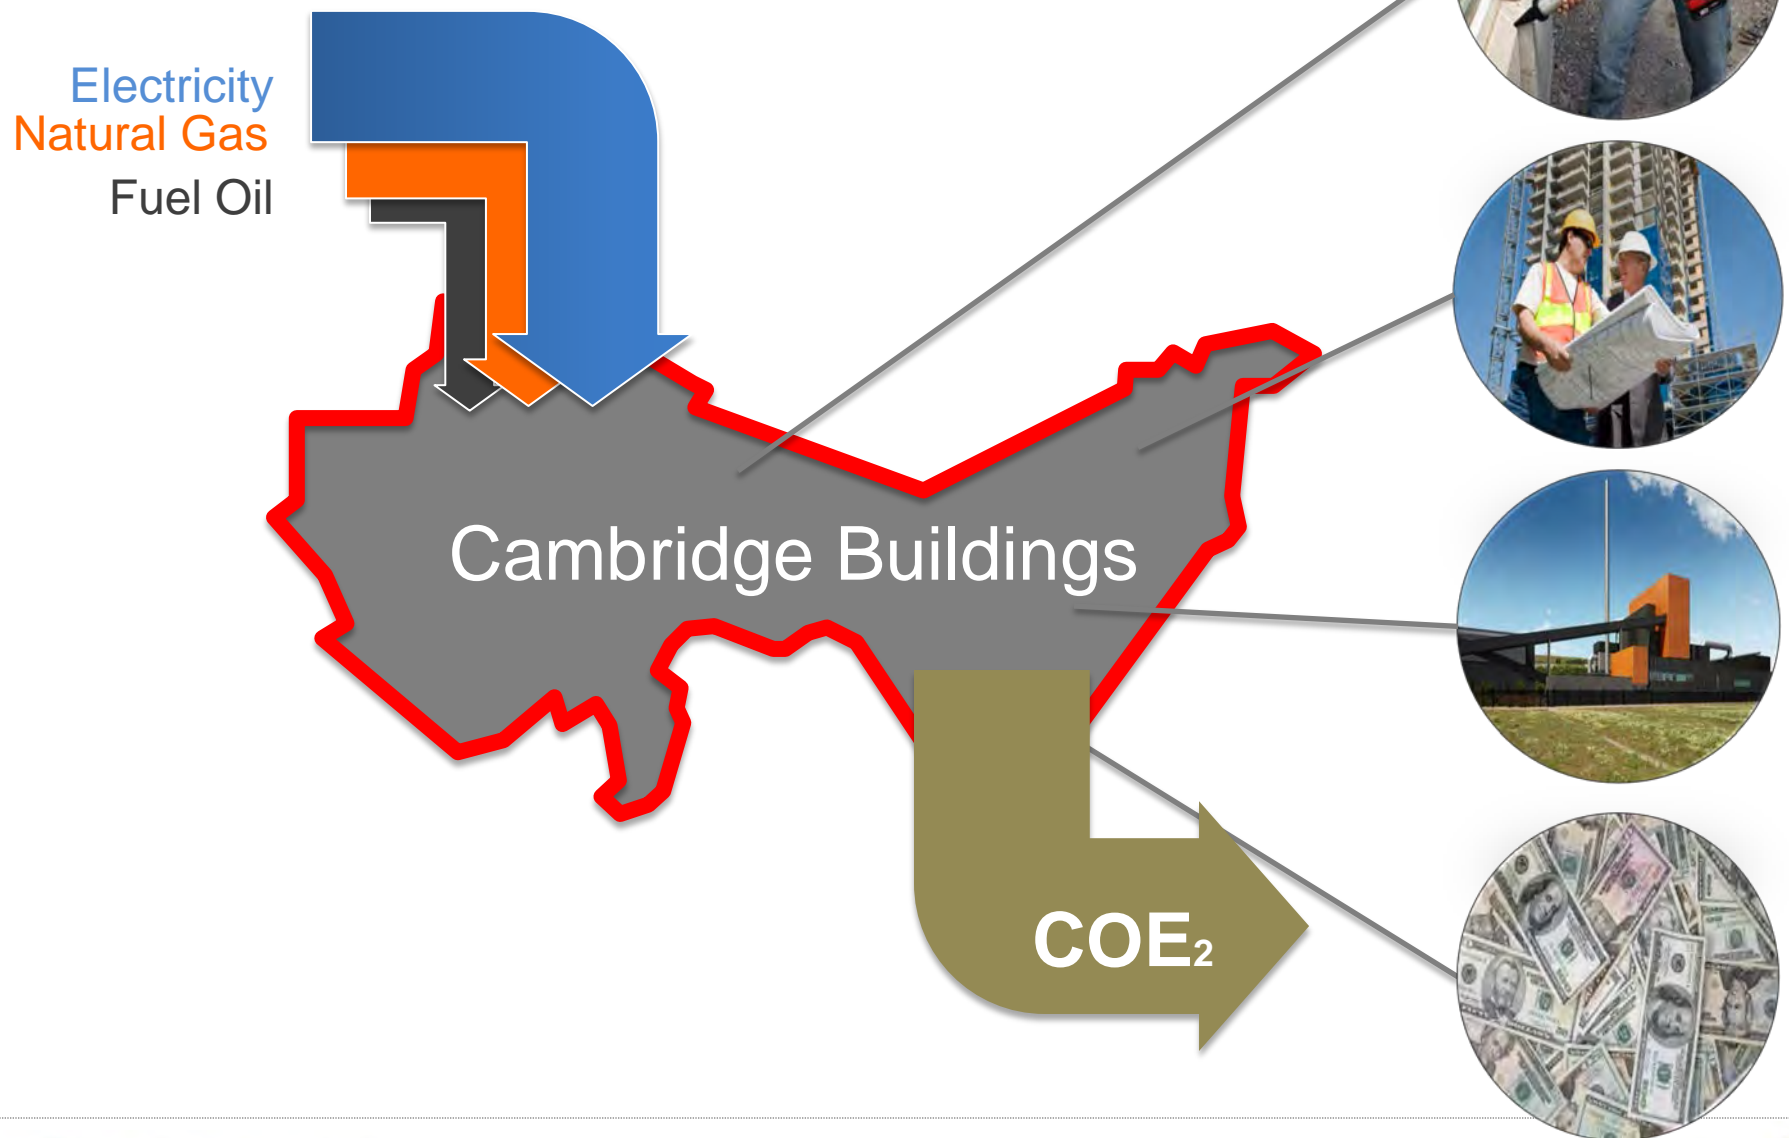 Electricity
Natural Gas
Fuel Oil
Cambridge Buildings
COE₂